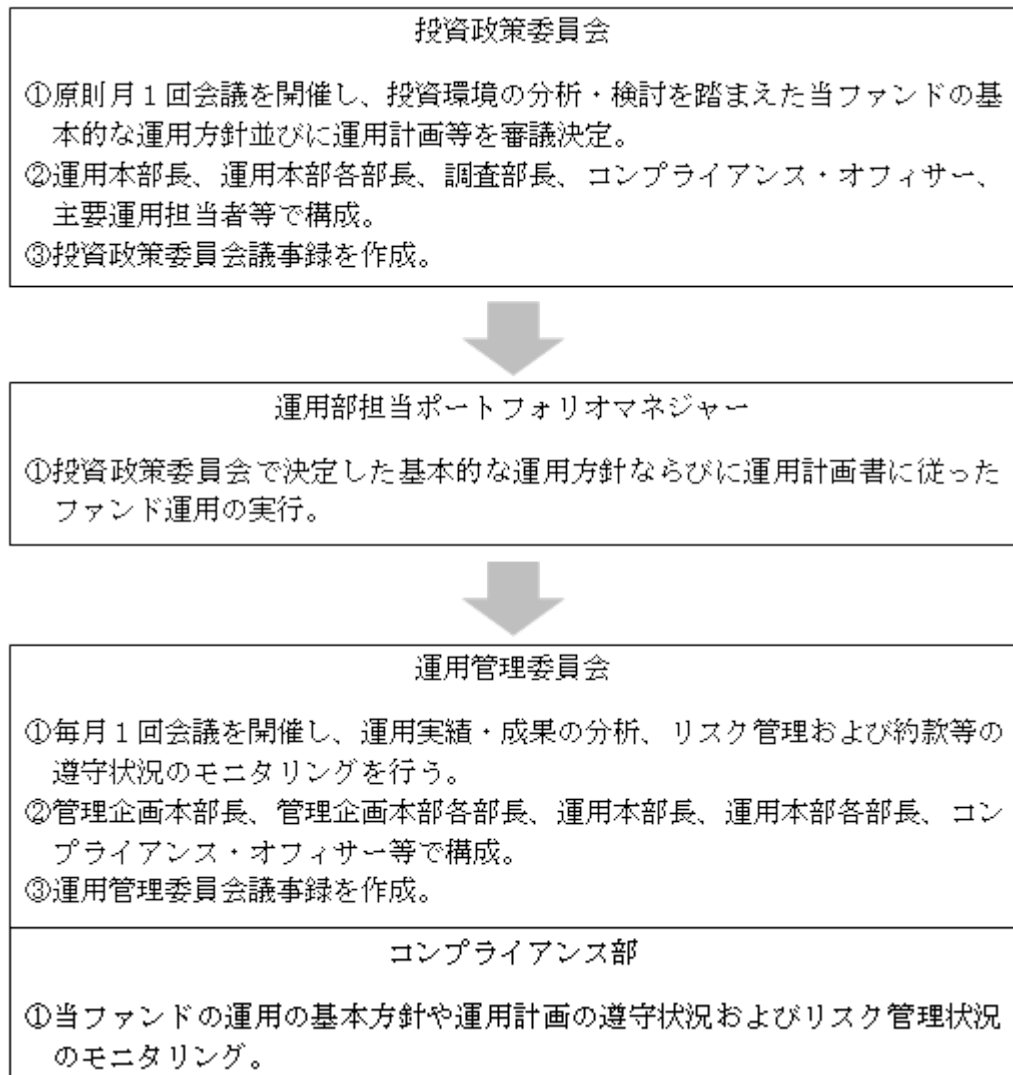 投資政策委員会
①原則月１回会議を開催し、投資環境の分析・検討を踏まえた当ファンドの基
本的な運用方針並びに運用計画等を審議決定。
②運用本部長、運用本部各部長、調査部長、コンプライアンス・オフィサー、
主要運用担当者等で構成。
③投資政策委員会議事録を作成。
運用部担当ポートフォリオマネジャー
①投資政策委員会で決定した基本的な運用方針ならびに運用計画書に従った
ファンド運用の実行。
運用管理委員会
①毎月１回会議を開催し、運用実績・成果の分析、リスク管理および約款等の
遵守状況のモニタリングを行う。
②管理企画本部長、管理企画本部各部長、運用本部長、運用本部各部長、コン
プライアンス・オフィサー等で構成。
③運用管理委員会議事録を作成。
コンプライアンス部
①当ファンドの運用の基本方針や運用計画の遵守状況およびリスク管理状況
のモニタリング。